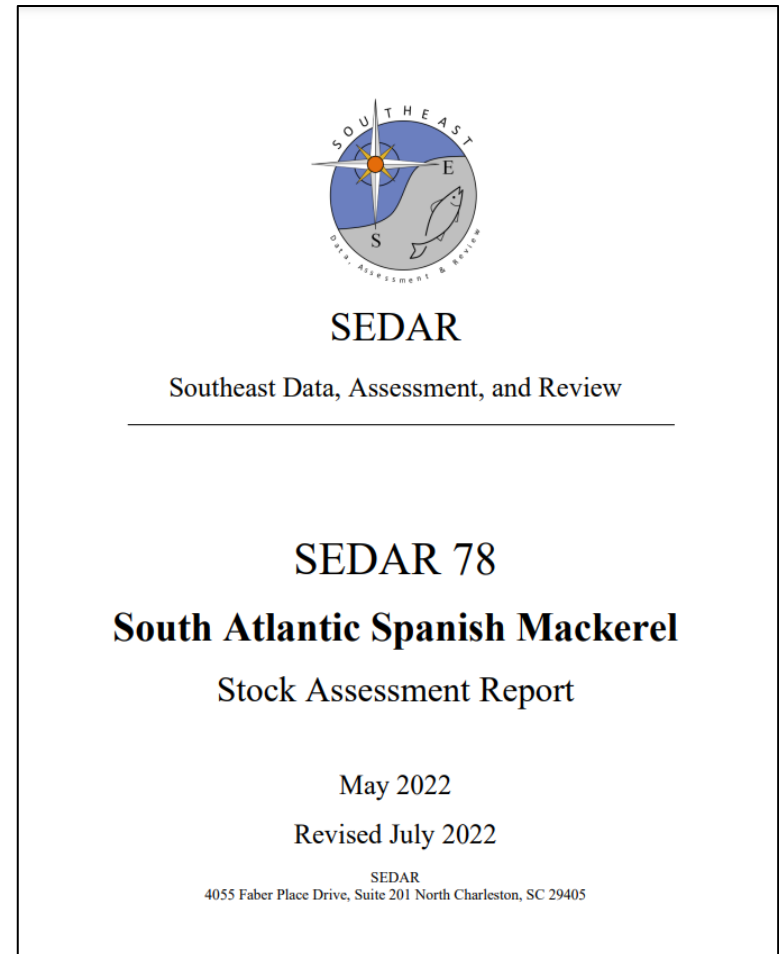 SOUTHEAST
E
S
Data, Assessment & Review
SEDAR
Southeast Data, Assessment, and Review
SEDAR 78
South Atlantic Spanish Mackerel
Stock Assessment Report
May 2022
Revised July 2022
SEDAR
4055 Faber Place Drive, Suite 201 North Charleston, SC 29405